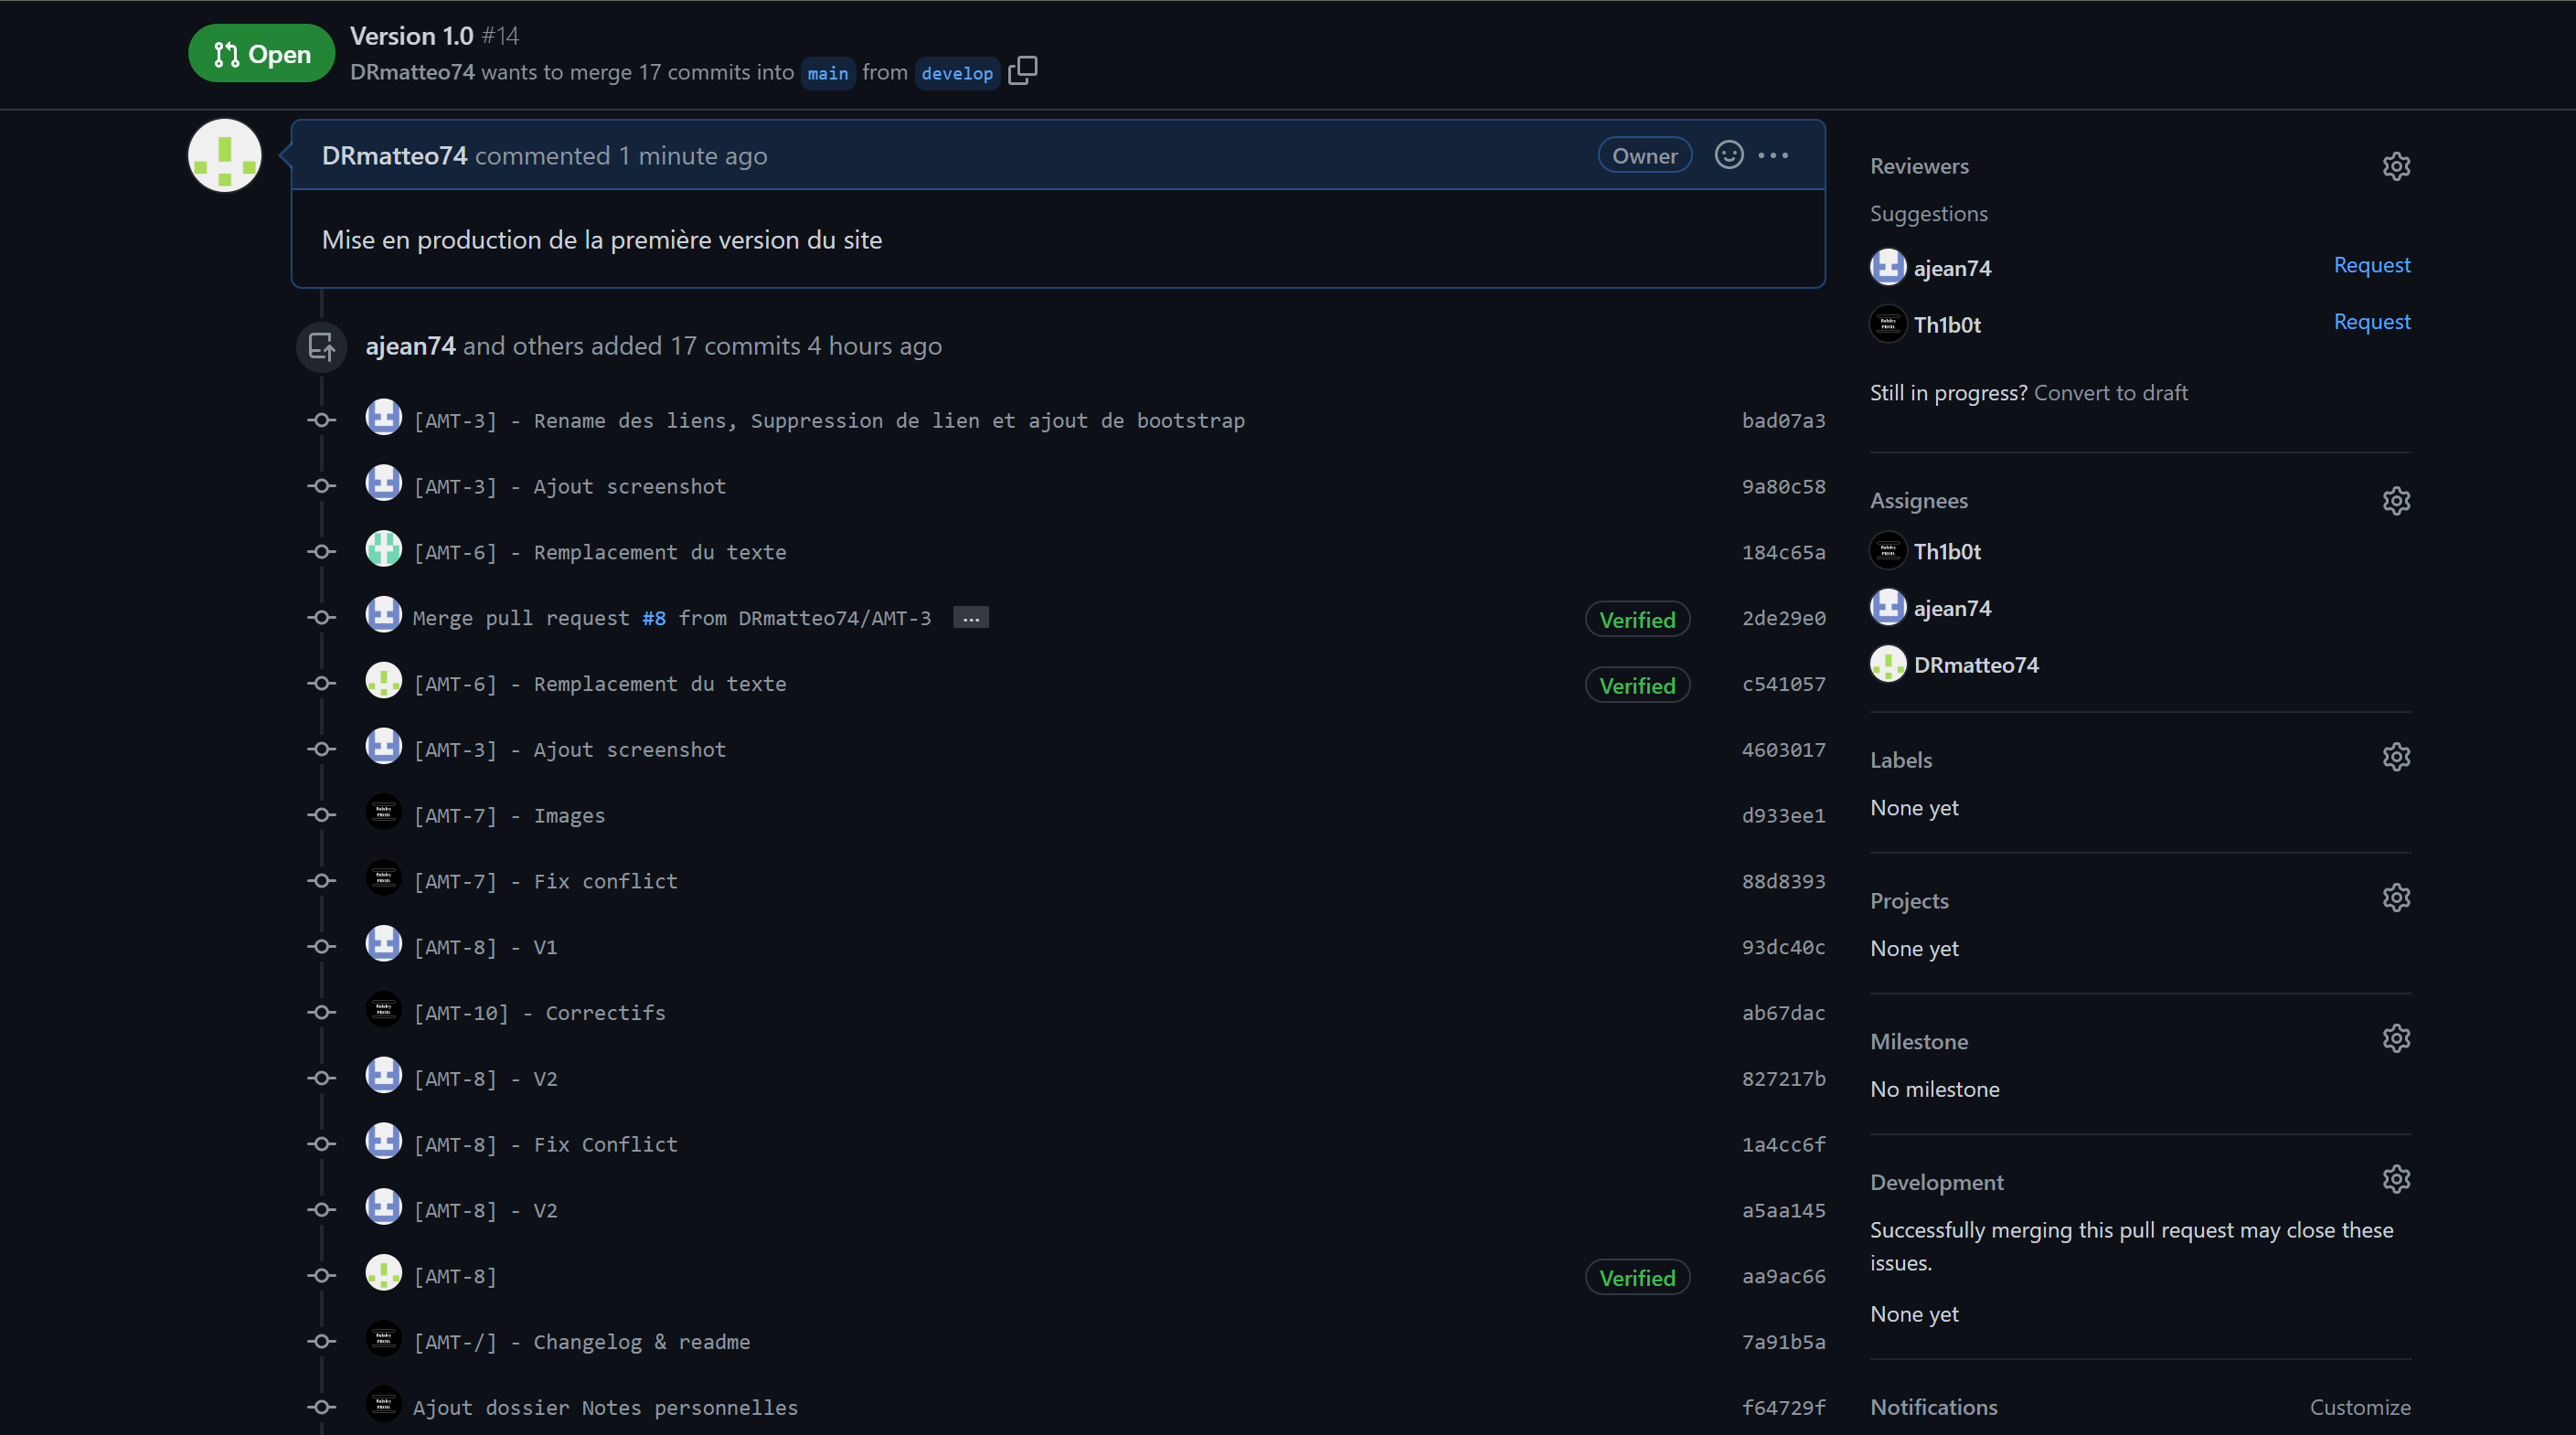 Open
Version 1.0 #14
DRmatteo74 wants to merge 17 commits into main from develop
DRmatteo74 commented 1 minute ago
Owner
Mise en production de la première version du site
ajean74 and others added 17 commits 4 hours ago
[AMT-3] - Rename des liens, Suppression de lien et ajout de bootstrap bad07a3
[AMT-3] - Ajout screenshot 9a80c58
[AMT-6] - Remplacement du texte 184c65a
Merge pull request #8 from DRmatteo74/AMT-3 … Verified 2de29e0
[AMT-6] - Remplacement du texte Verified c541057
[AMT-3] - Ajout screenshot 4603017
[AMT-7] - Images d933ee1
[AMT-7] - Fix conflict 88d8393
[AMT-8] - V1 93dc40c
[AMT-10] - Correctifs ab67dac
[AMT-8] - V2 827217b
[AMT-8] - Fix Conflict 1a4cc6f
[AMT-8] - V2 a5aa145
[AMT-8] Verified aa9ac66
[AMT-/] - Changelog & readme 7a91b5a
Ajout dossier Notes personnelles f64729f
Reviewers
Suggestions
ajean74 Request
Th1b0t Request
Still in progress? Convert to draft
Assignees
Th1b0t
ajean74
DRmatteo74
Labels
None yet
Projects
None yet
Milestone
No milestone
Development
Successfully merging this pull request may close these
issues.
None yet
Notifications Customize